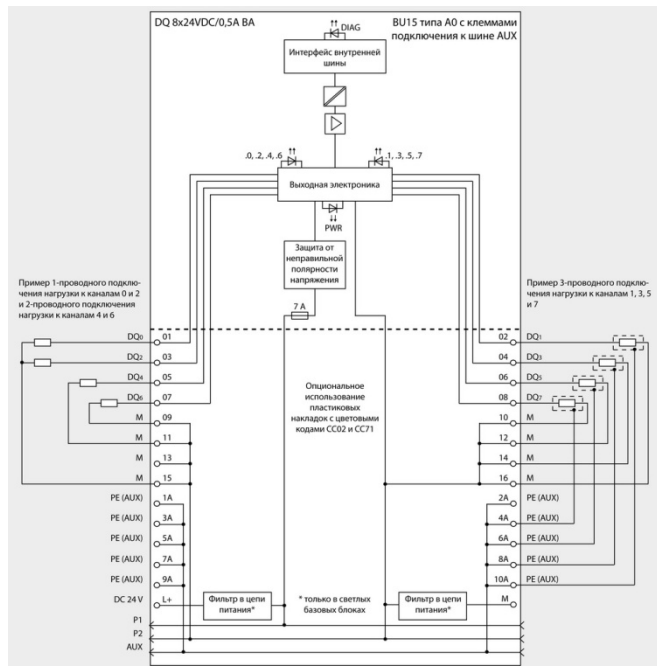 DQ 8x24VDC/0,5A BA
BU15 типа A0 с клеммами
подключения к шине AUX
DIAG
Интерфейс внутренней
шины
.0, .2, .4, .6
.1, .3, .5, .7
Выходная электроника
PWR
Защита от
неправильной
полярности
напряжения
7 A
Пример 1-проводного подклю-
чения нагрузки к каналам 0 и 2
и 2-проводного подключения
нагрузки к каналам 4 и 6
Пример 3-проводного подклю-
чения нагрузки к каналам 1, 3, 5
и 7
DQ0 01
DQ2 03
DQ4 05
DQ6 07
M 09
M 11
M 13
M 15
PE (AUX) 1A
PE (AUX) 3A
PE (AUX) 5A
PE (AUX) 7A
PE (AUX) 9A
DC 24 V L+
P1
P2
AUX
Опциональное
использование
пластиковых
накладок с цветовыми
кодами CC02 и CC71
Фильтр в цепи
питания*
* только в светлых
базовых блоках
Фильтр в цепи
питания*
02 DQ1
04 DQ3
06 DQ5
08 DQ7
10 M
12 M
14 M
16 M
2A PE (AUX)
4A PE (AUX)
6A PE (AUX)
8A PE (AUX)
10A PE (AUX)
M